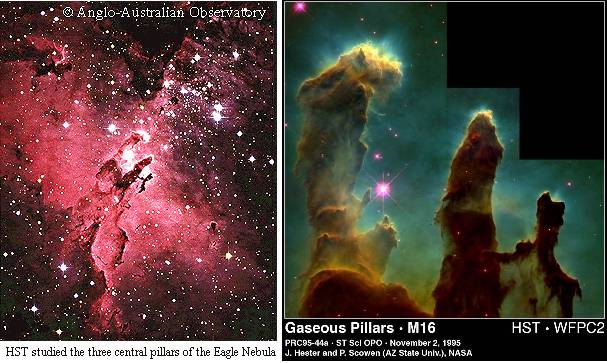 © Anglo-Australian Observatory
HST studied the three central pillars of the Eagle Nebula
Gaseous Pillars · M16
HST · WFPC2
PRC95-44a · ST ScI OPO · November 2, 1995
J. Hester and P. Scowen (AZ State Univ.), NASA